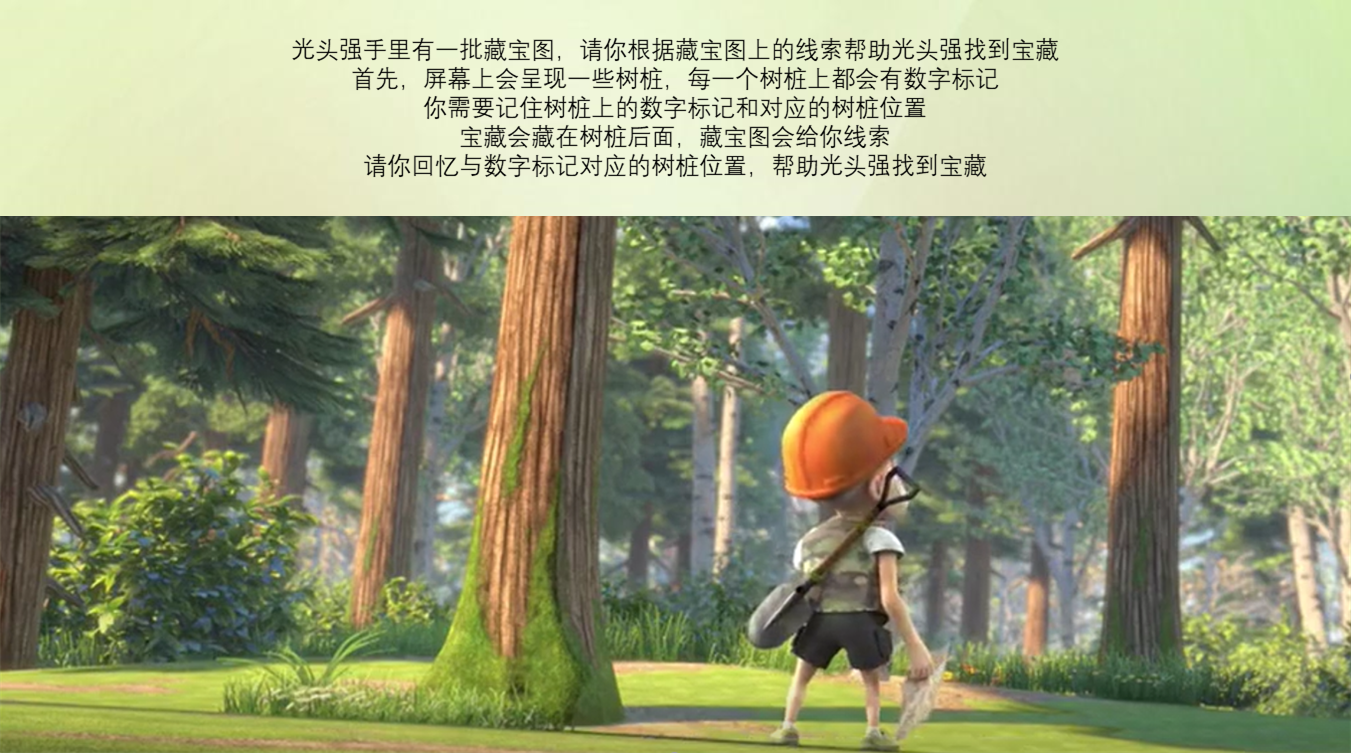 光头强手里有一批藏宝图，请你根据藏宝图上的线索帮助光头强找到宝藏
首先，屏幕上会呈现一些树桩，每一个树桩上都会有数字标记
你需要记住树桩上的数字标记和对应的树桩位置
宝藏会藏在树桩后面，藏宝图会给你线索
请你回忆与数字标记对应的树桩位置，帮助光头强找到宝藏